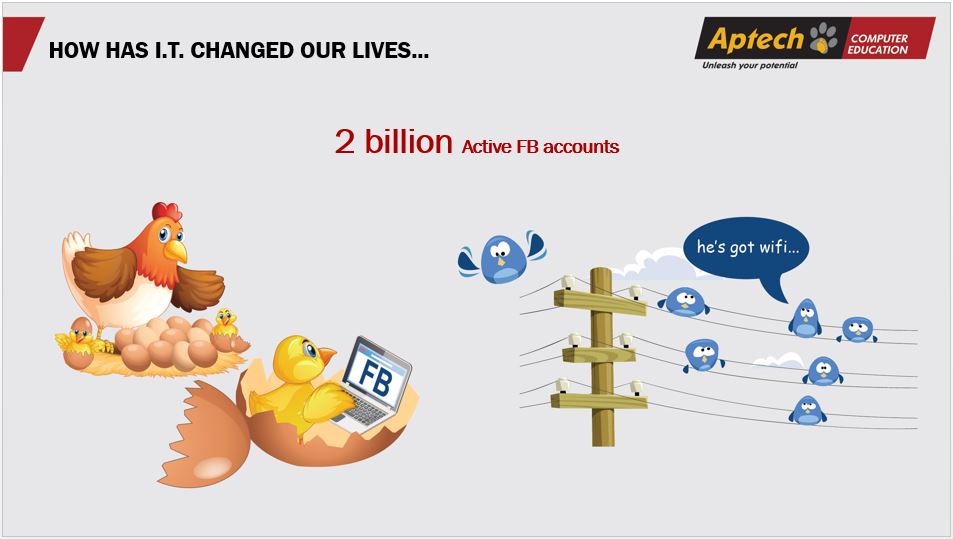 HOW HAS I.T. CHANGED OUR LIVES...
Aptech COMPUTER EDUCATION
Unleash your potential
2 billion Active FB accounts
he's got wifi...
FB